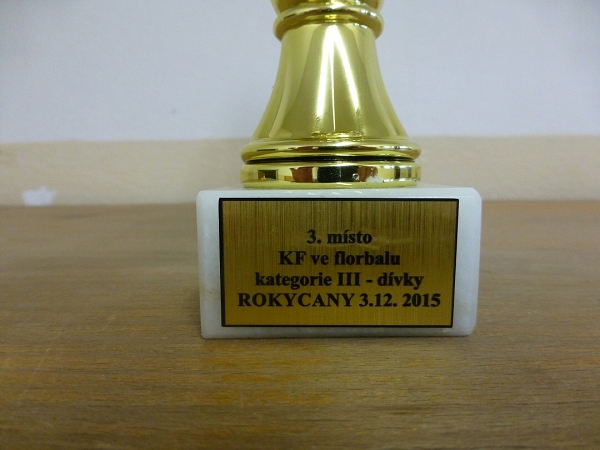 3. místo
KF ve florbalu
kategorie III - dívky
ROKYCANY 3.12. 2015